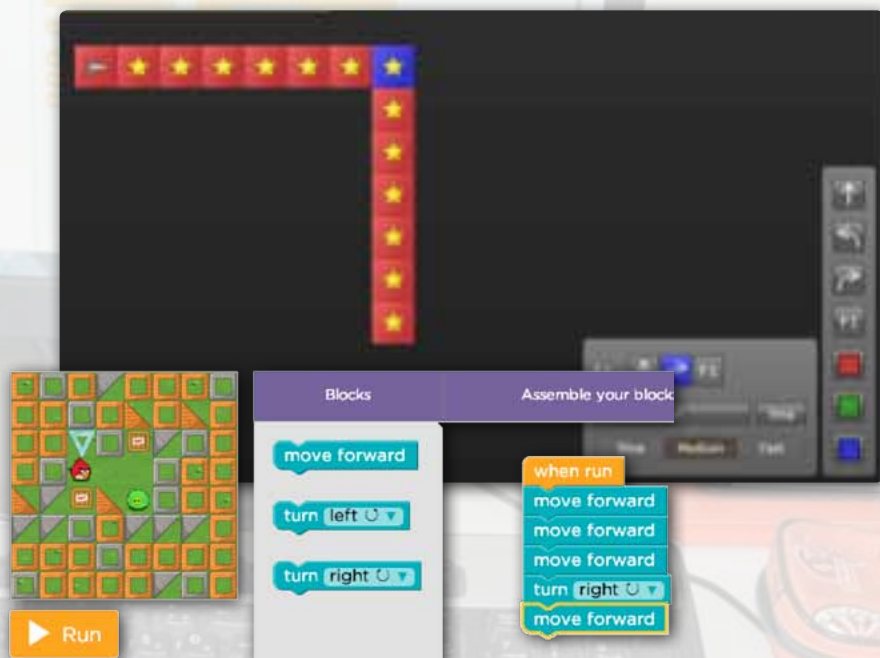 Blocks
Assemble your block
move forward
turn left
turn right
when run
move forward
move forward
move forward
turn right
move forward
Run
F1
Medium
Fast